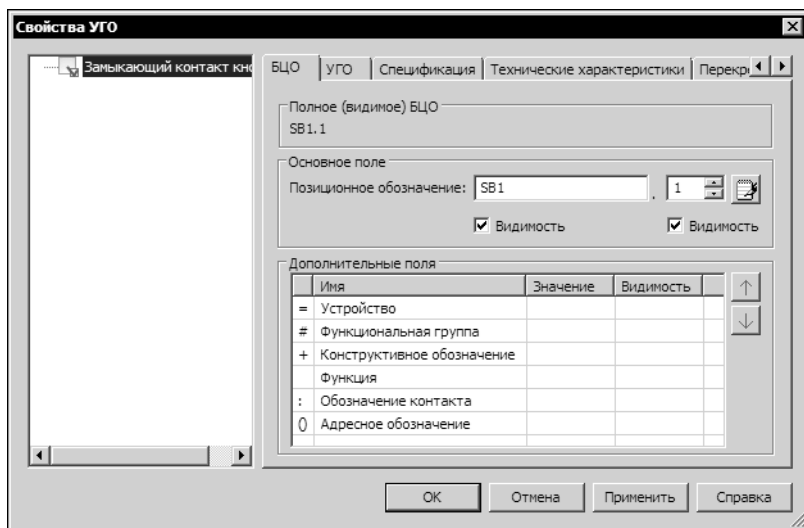 Свойства УГО
Замыкающий контакт кно
БЦО УГО Спецификация Технические характеристики
Полное (видимое) БЦО
SB1.1
Основное поле
Позиционное обозначение: SB1 . 1
Видимость Видимость
Дополнительные поля
Имя Значение Видимость
= Устройство
# Функциональная группа
+ Конструктивное обозначение
Функция
: Обозначение контакта
() Адресное обозначение
ОК Отмена Применить Справка